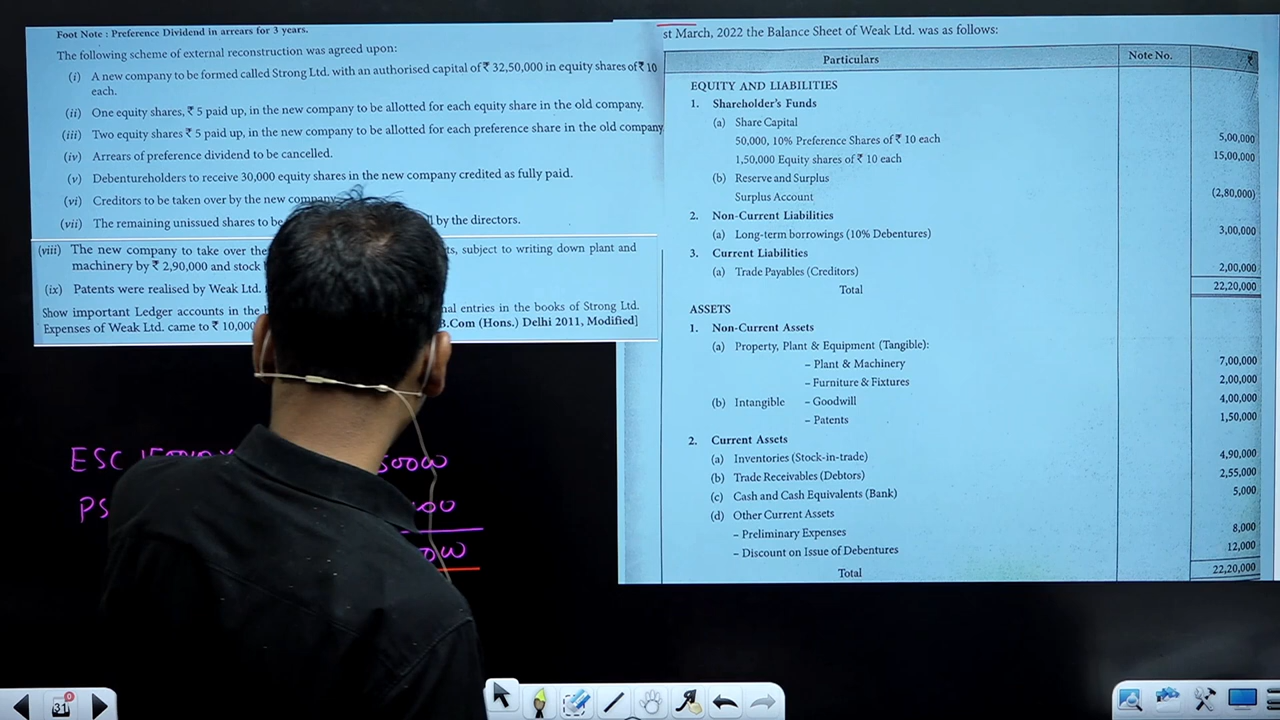 Foot Note : Preference Dividend in arrears for 3 years.
The following scheme of external reconstruction was agreed upon:
(i) A new company to be formed called Strong Ltd. with an authorised capital of ₹ 32,50,000 in equity shares of ₹ 10
each.
(ii) One equity shares, ₹ 5 paid up, in the new company to be allotted for each equity share in the old company.
(iii) Two equity shares ₹ 5 paid up, in the new company to be allotted for each preference share in the old company
(iv) Arrears of preference dividend to be cancelled.
(v) Debentureholders to receive 30,000 equity shares in the new company credited as fully paid.
(vi) Creditors to be taken over by the new company
(vii) The remaining unissued shares to be by the directors.
(viii) The new company to take over the subject to writing down plant and
machinery by ₹ 2,90,000 and stock
(ix) Patents were realised by Weak Ltd.
Show important Ledger accounts in the entries in the books of Strong Ltd.
Expenses of Weak Ltd. came to ₹ 10,000 B.Com (Hons.) Delhi 2011, Modified]
ESC
PS
st March, 2022 the Balance Sheet of Weak Ltd. was as follows:
Particulars Note No. ₹
EQUITY AND LIABILITIES
1. Shareholder's Funds
(a) Share Capital
50,000, 10% Preference Shares of ₹ 10 each 5,00,000
1,50,000 Equity shares of ₹ 10 each 15,00,000
(b) Reserve and Surplus
Surplus Account (2,80,000)
2. Non-Current Liabilities
(a) Long-term borrowings (10% Debentures) 3,00,000
3. Current Liabilities
(a) Trade Payables (Creditors) 2,00,000
Total 22,20,000
ASSETS
1. Non-Current Assets
(a) Property, Plant & Equipment (Tangible):
– Plant & Machinery 7,00,000
– Furniture & Fixtures 2,00,000
(b) Intangible – Goodwill 4,00,000
– Patents 1,50,000
2. Current Assets
(a) Inventories (Stock-in-trade) 4,90,000
(b) Trade Receivables (Debtors) 2,55,000
(c) Cash and Cash Equivalents (Bank) 5,000
(d) Other Current Assets
– Preliminary Expenses 8,000
– Discount on Issue of Debentures 12,000
Total 22,20,000
31